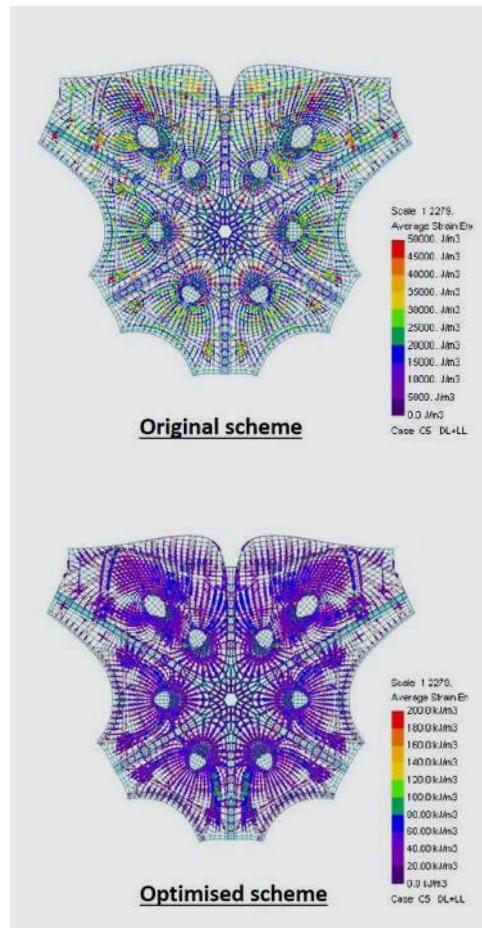 Scale: 1:2279.
Average Strain En
50000. J/m3
45000. J/m3
40000. J/m3
35000. J/m3
30000. J/m3
25000. J/m3
20000. J/m3
15000. J/m3
10000. J/m3
5000. J/m3
0.0 J/m3
Case: C5 DL+LL
Original scheme
Scale: 1:2279.
Average Strain En
200.0 kJ/m3
180.0 kJ/m3
160.0 kJ/m3
140.0 kJ/m3
120.0 kJ/m3
100.0 kJ/m3
80.00 kJ/m3
60.00 kJ/m3
40.00 kJ/m3
20.00 kJ/m3
0.0 kJ/m3
Case: C5 DL+LL
Optimised scheme